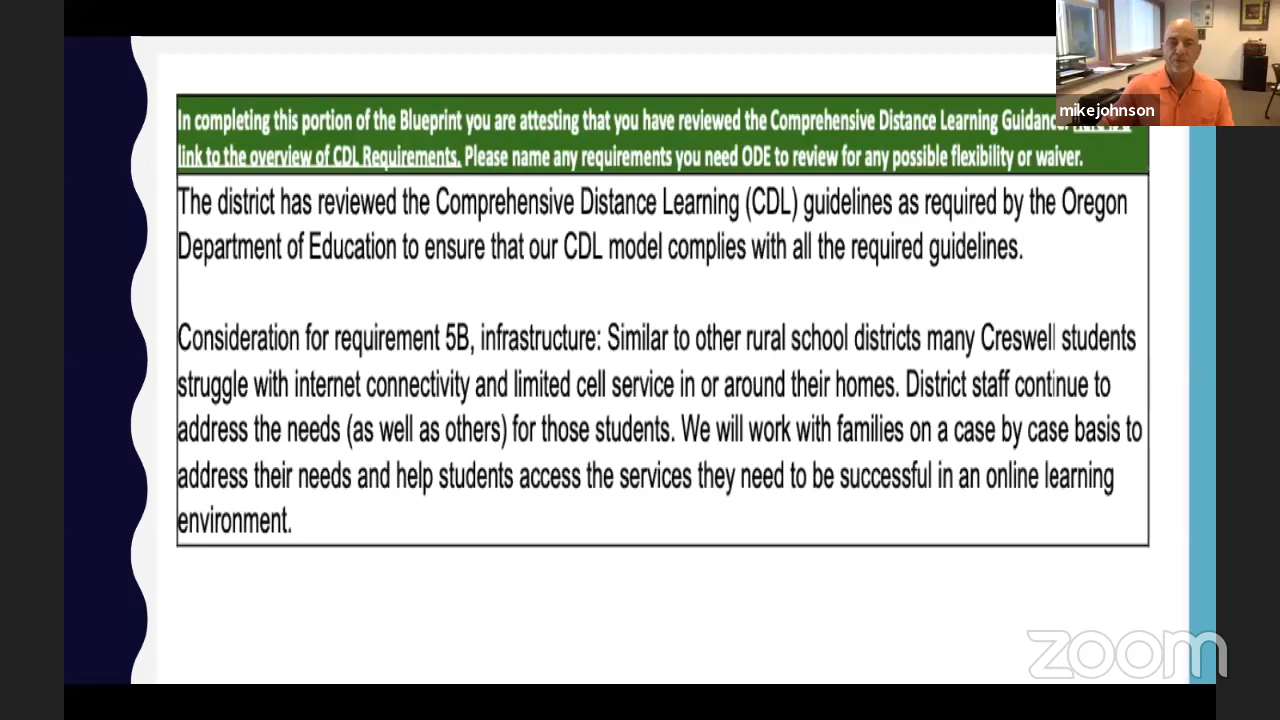 In completing this portion of the Blueprint you are attesting that you have reviewed the Comprehensive Distance Learning Guidance.
link to the overview of CDL Requirements. Please name any requirements you need ODE to review for any possible flexibility or waiver.
The district has reviewed the Comprehensive Distance Learning (CDL) guidelines as required by the Oregon
Department of Education to ensure that our CDL model complies with all the required guidelines.
Consideration for requirement 5B, infrastructure: Similar to other rural school districts many Creswell students
struggle with internet connectivity and limited cell service in or around their homes. District staff continue to
address the needs (as well as others) for those students. We will work with families on a case by case basis to
address their needs and help students access the services they need to be successful in an online learning
environment.
mikejohnson
zoom